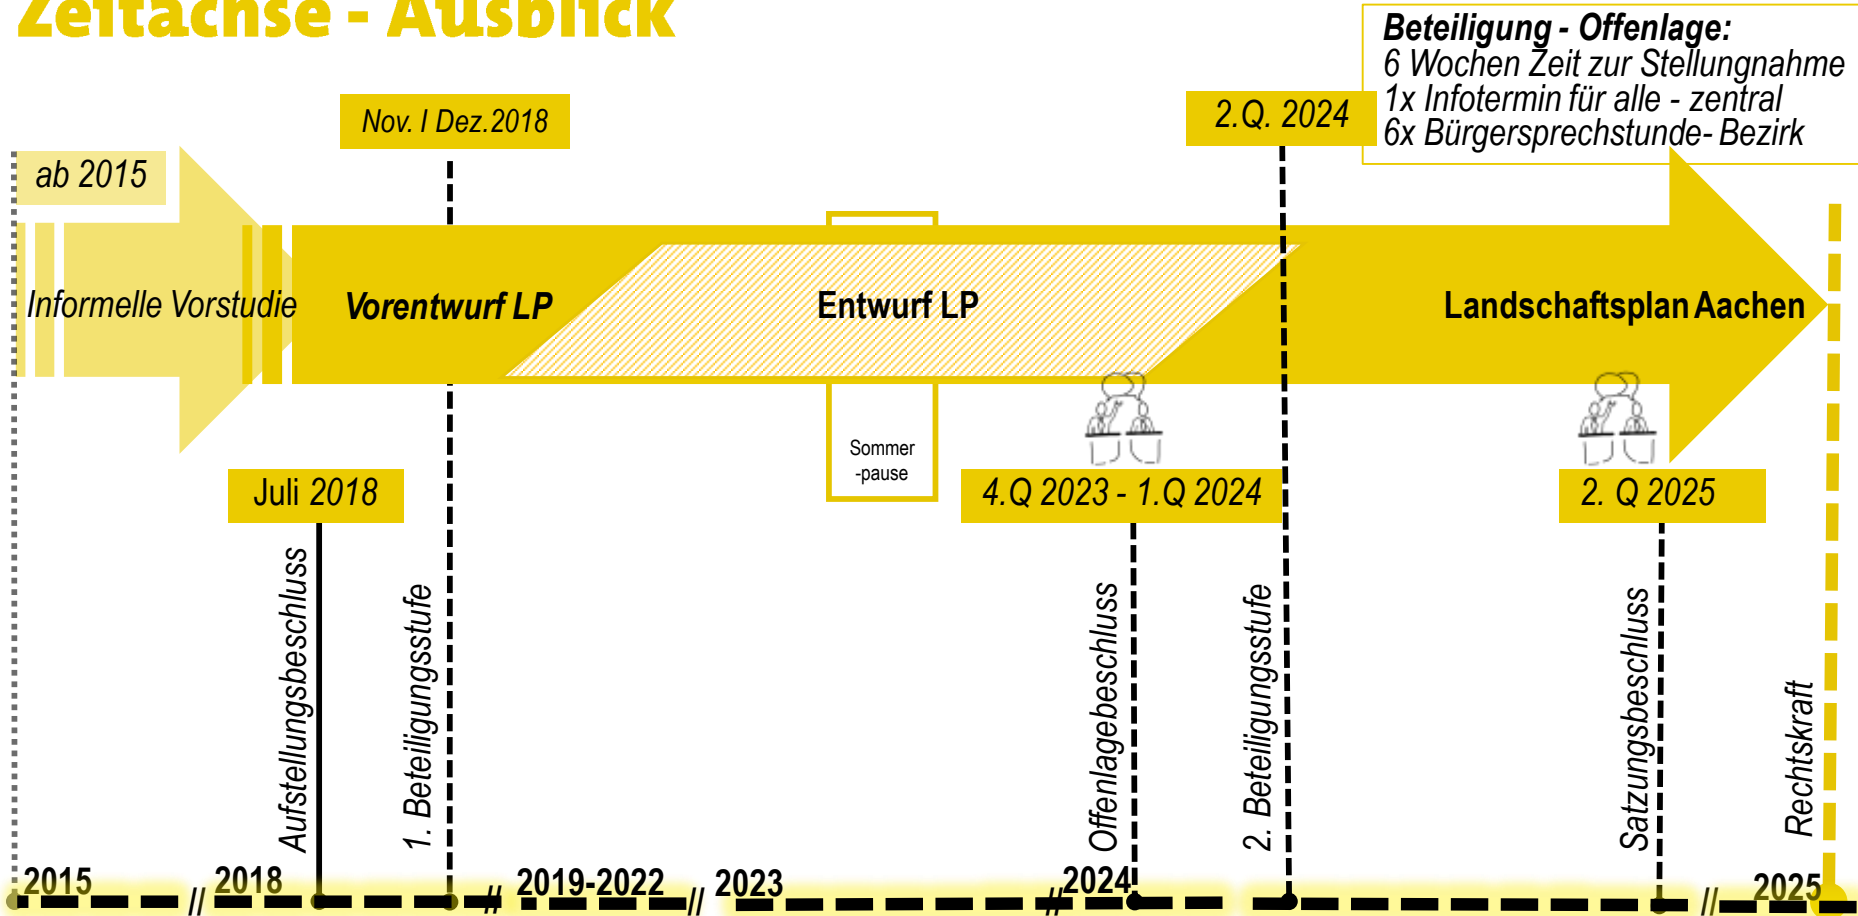 Zeitachse - Ausblick
Beteiligung - Offenlage:
6 Wochen Zeit zur Stellungnahme
1x Infotermin für alle - zentral
6x Bürgersprechstunde- Bezirk
Nov. I Dez.2018
2.Q. 2024
ab 2015
Informelle Vorstudie
Vorentwurf LP
Entwurf LP
Landschaftsplan Aachen
Sommer
-pause
Juli 2018
4.Q 2023 - 1.Q 2024
2. Q 2025
Aufstellungsbeschluss
1. Beteiligungsstufe
Offenlagebeschluss
2. Beteiligungsstufe
Satzungsbeschluss
Rechtskraft
2015 // 2018 // 2019-2022 // 2023 // 2024 // 2025